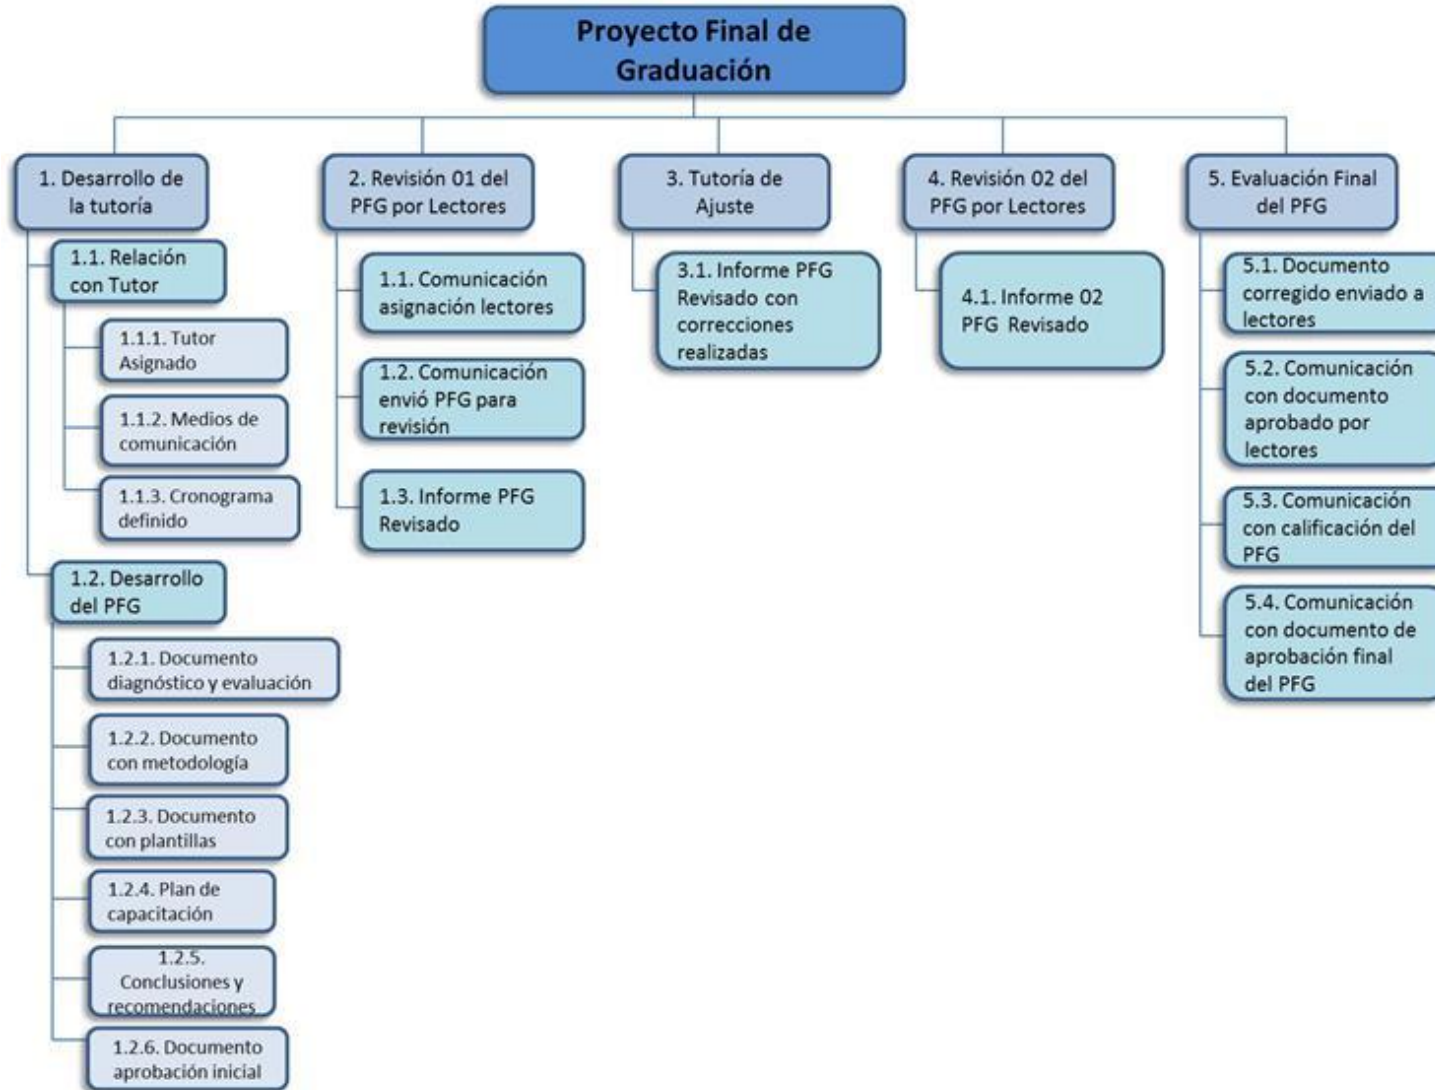 Proyecto Final de
Graduación
1. Desarrollo de
la tutoría
1.1. Relación
con Tutor
1.1.1. Tutor
Asignado
1.1.2. Medios de
comunicación
1.1.3. Cronograma
definido
1.2. Desarrollo
del PFG
1.2.1. Documento
diagnóstico y evaluación
1.2.2. Documento
con metodología
1.2.3. Documento
con plantillas
1.2.4. Plan de
capacitación
1.2.5.
Conclusiones y
recomendaciones
1.2.6. Documento
aprobación inicial
2. Revisión 01 del
PFG por Lectores
1.1. Comunicación
asignación lectores
1.2. Comunicación
envió PFG para
revisión
1.3. Informe PFG
Revisado
3. Tutoría de
Ajuste
3.1. Informe PFG
Revisado con
correcciones
realizadas
4. Revisión 02 del
PFG por Lectores
4.1. Informe 02
PFG Revisado
5. Evaluación Final
del PFG
5.1. Documento
corregido enviado a
lectores
5.2. Comunicación
con documento
aprobado por
lectores
5.3. Comunicación
con calificación del
PFG
5.4. Comunicación
con documento de
aprobación final
del PFG